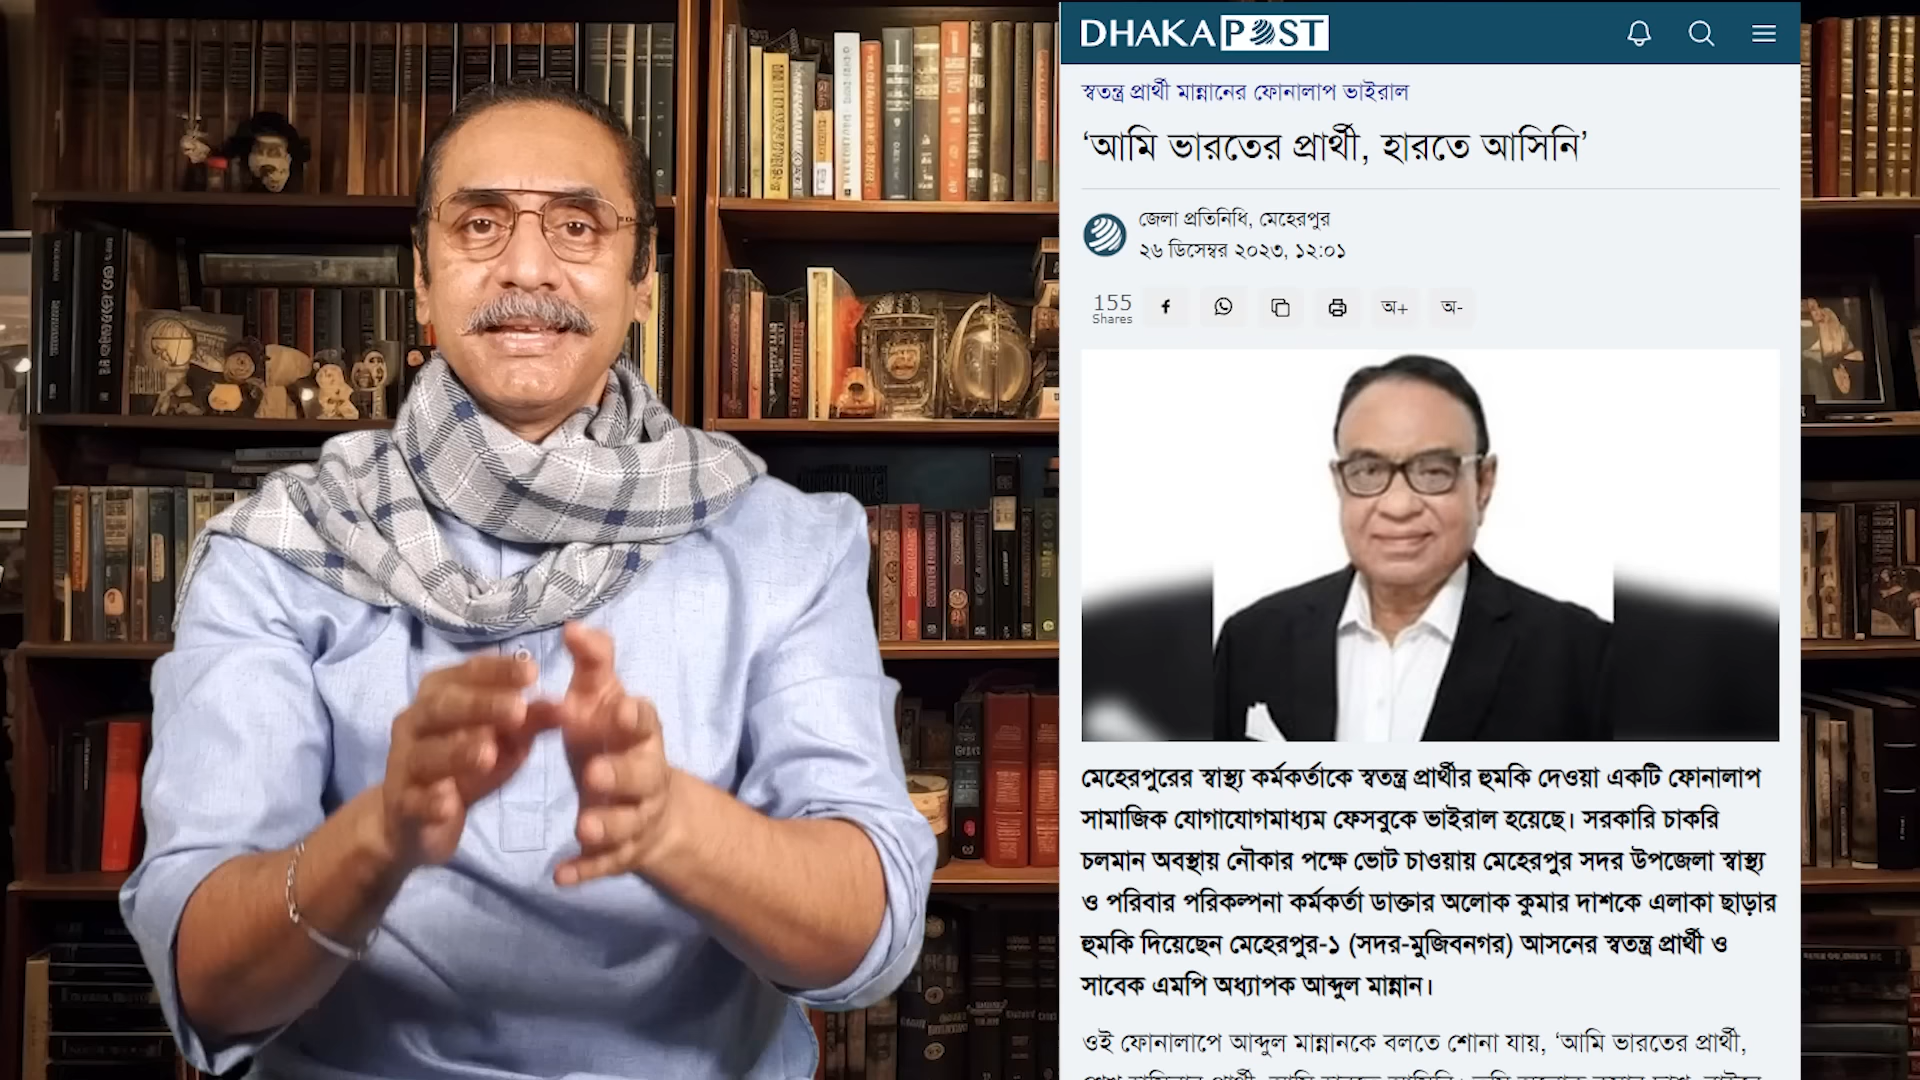 DHAKA POST
স্বতন্ত্র প্রার্থী মান্নানের ফোনালাপ ভাইরাল
‘আমি ভারতের প্রার্থী, হারতে আসিনি’
জেলা প্রতিনিধি, মেহেরপুর
২৬ ডিসেম্বর ২০২৩, ১২:০১
155
Shares
অ+
অ-
মেহেরপুরের স্বাস্থ্য কর্মকর্তাকে স্বতন্ত্র প্রার্থীর হুমকি দেওয়া একটি ফোনালাপ
সামাজিক যোগাযোগমাধ্যম ফেসবুকে ভাইরাল হয়েছে। সরকারি চাকরি
চলমান অবস্থায় নৌকার পক্ষে ভোট চাওয়ায় মেহেরপুর সদর উপজেলা স্বাস্থ্য
ও পরিবার পরিকল্পনা কর্মকর্তা ডাক্তার অলোক কুমার দাশকে এলাকা ছাড়ার
হুমকি দিয়েছেন মেহেরপুর-১ (সদর-মুজিবনগর) আসনের স্বতন্ত্র প্রার্থী ও
সাবেক এমপি অধ্যাপক আব্দুল মান্নান।
ওই ফোনালাপে আব্দুল মান্নানকে বলতে শোনা যায়, ‘আমি ভারতের প্রার্থী,